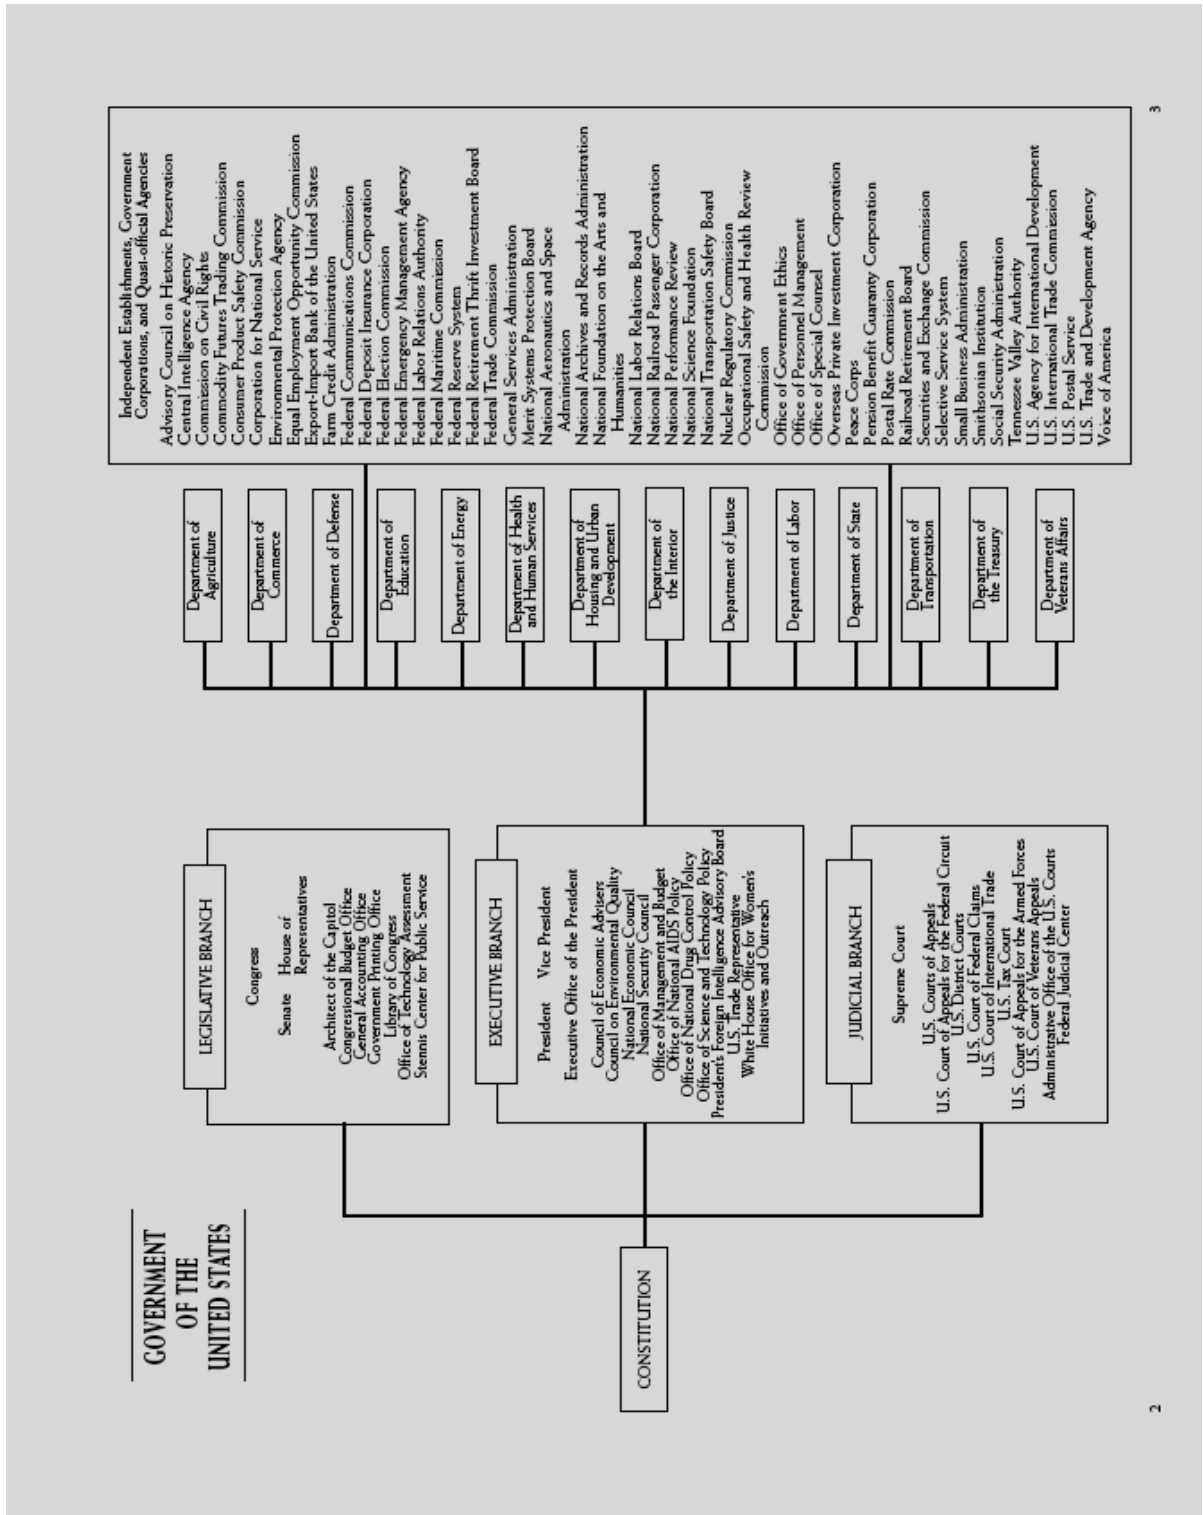 GOVERNMENT
OF THE
UNITED STATES
CONSTITUTION
LEGISLATIVE BRANCH
Congress
Senate House of
Representatives
Architect of the Capitol
Congressional Budget Office
General Accounting Office
Government Printing Office
Library of Congress
Office of Technology Assessment
Stennis Center for Public Service
EXECUTIVE BRANCH
President Vice President
Executive Office of the President
Council of Economic Advisers
Council on Environmental Quality
National Economic Council
National Security Council
Office of Management and Budget
Office of National AIDS Policy
Office of National Drug Control Policy
Office of Science and Technology Policy
President's Foreign Intelligence Advisory Board
U.S. Trade Representative
White House Office for Women's
Initiatives and Outreach
JUDICIAL BRANCH
Supreme Court
U.S. Courts of Appeals
U.S. Court of Appeals for the Federal Circuit
U.S. District Courts
U.S. Court of Federal Claims
U.S. Court of International Trade
U.S. Tax Court
U.S. Court of Appeals for the Armed Forces
U.S. Court of Veterans Appeals
Administrative Office of the U.S. Courts
Federal Judicial Center
Department of
Agriculture
Department of
Commerce
Department of Defense
Department of
Education
Department of Energy
Department of Health
and Human Services
Department of
Housing and Urban
Development
Department of
the Interior
Department of Justice
Department of Labor
Department of State
Department of
Transportation
Department of
the Treasury
Department of
Veterans Affairs
Independent Establishments, Government
Corporations, and Quasi-official Agencies
Advisory Council on Historic Preservation
Central Intelligence Agency
Commission on Civil Rights
Commodity Futures Trading Commission
Consumer Product Safety Commission
Corporation for National Service
Environmental Protection Agency
Equal Employment Opportunity Commission
Export-Import Bank of the United States
Farm Credit Administration
Federal Communications Commission
Federal Deposit Insurance Corporation
Federal Election Commission
Federal Emergency Management Agency
Federal Labor Relations Authority
Federal Maritime Commission
Federal Reserve System
Federal Retirement Thrift Investment Board
Federal Trade Commission
General Services Administration
Merit Systems Protection Board
National Aeronautics and Space
Administration
National Archives and Records Administration
National Foundation on the Arts and
Humanities
National Labor Relations Board
National Railroad Passenger Corporation
National Performance Review
National Science Foundation
National Transportation Safety Board
Nuclear Regulatory Commission
Occupational Safety and Health Review
Commission
Office of Government Ethics
Office of Personnel Management
Office of Special Counsel
Overseas Private Investment Corporation
Peace Corps
Pension Benefit Guaranty Corporation
Postal Rate Commission
Railroad Retirement Board
Securities and Exchange Commission
Selective Service System
Small Business Administration
Smithsonian Institution
Social Security Administration
Tennessee Valley Authority
U.S. Agency for International Development
U.S. International Trade Commission
U.S. Postal Service
U.S. Trade and Development Agency
Voice of America
2
3